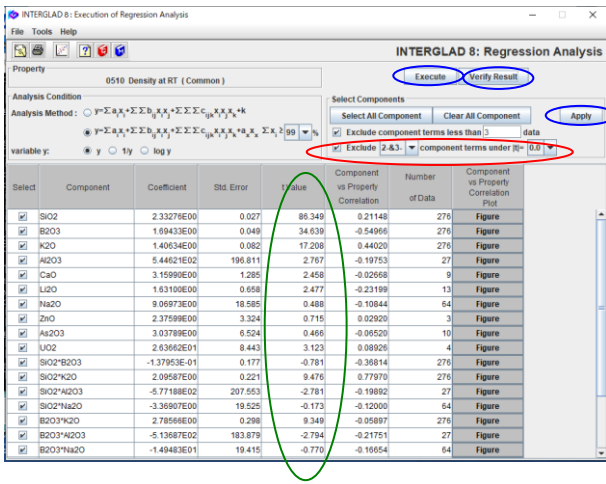 INTERGLAD 8: Execution of Regression Analysis
File Tools Help
INTERGLAD 8: Regression Analysis
Property
0510 Density at RT ( Common )
Execute
Verify Result
Analysis Condition
Analysis Method :
y=Σaᵢxᵢ+ΣΣbᵢⱼxᵢxⱼ+ΣΣΣcᵢⱼₖxᵢxⱼxₖ+k
y=Σaᵢxᵢ+ΣΣbᵢⱼxᵢxⱼ+ΣΣΣcᵢⱼₖxᵢxⱼxₖ+aₓxₓ Σxᵢ≥ 99 %
variable y: y 1/y log y
Select Components
Select All Component Clear All Component Apply
Exclude component terms less than 3 data
Exclude 2-&3- component terms under |t|= 0.0
Select Component Coefficient Std. Error t Value Component vs Property Correlation Number of Data Component vs Property Correlation Plot
SiO2 2.33276E00 0.027 86.349 0.21148 276 Figure
B2O3 1.69433E00 0.049 34.639 -0.54966 276 Figure
K2O 1.40634E00 0.082 17.208 0.44020 276 Figure
Al2O3 5.44621E02 196.811 2.767 -0.19753 27 Figure
CaO 3.15990E00 1.285 2.458 -0.02668 9 Figure
Li2O 1.63100E00 0.658 2.477 -0.23199 13 Figure
Na2O 9.06973E00 18.585 0.488 -0.10844 64 Figure
ZnO 2.37599E00 3.324 0.715 0.02920 3 Figure
As2O3 3.03789E00 6.524 0.466 -0.06520 10 Figure
UO2 2.63662E01 8.443 3.123 0.08926 4 Figure
SiO2*B2O3 -1.37953E-01 0.177 -0.781 -0.36814 276 Figure
SiO2*K2O 2.09587E00 0.221 9.476 0.77970 276 Figure
SiO2*Al2O3 -5.77188E02 207.553 -2.781 -0.19892 27 Figure
SiO2*Na2O -3.36907E00 19.525 -0.173 -0.12000 64 Figure
B2O3*K2O 2.78566E00 0.298 9.349 -0.05897 276 Figure
B2O3*Al2O3 -5.13687E02 183.879 -2.794 -0.21751 27 Figure
B2O3*Na2O -1.49483E01 19.415 -0.770 -0.16654 64 Figure